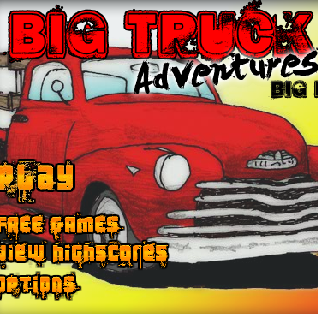 BIG TRUCK
Adventures
BIG
Play
FREE GAMES
VIEW HIGHSCORES
OPTIONS